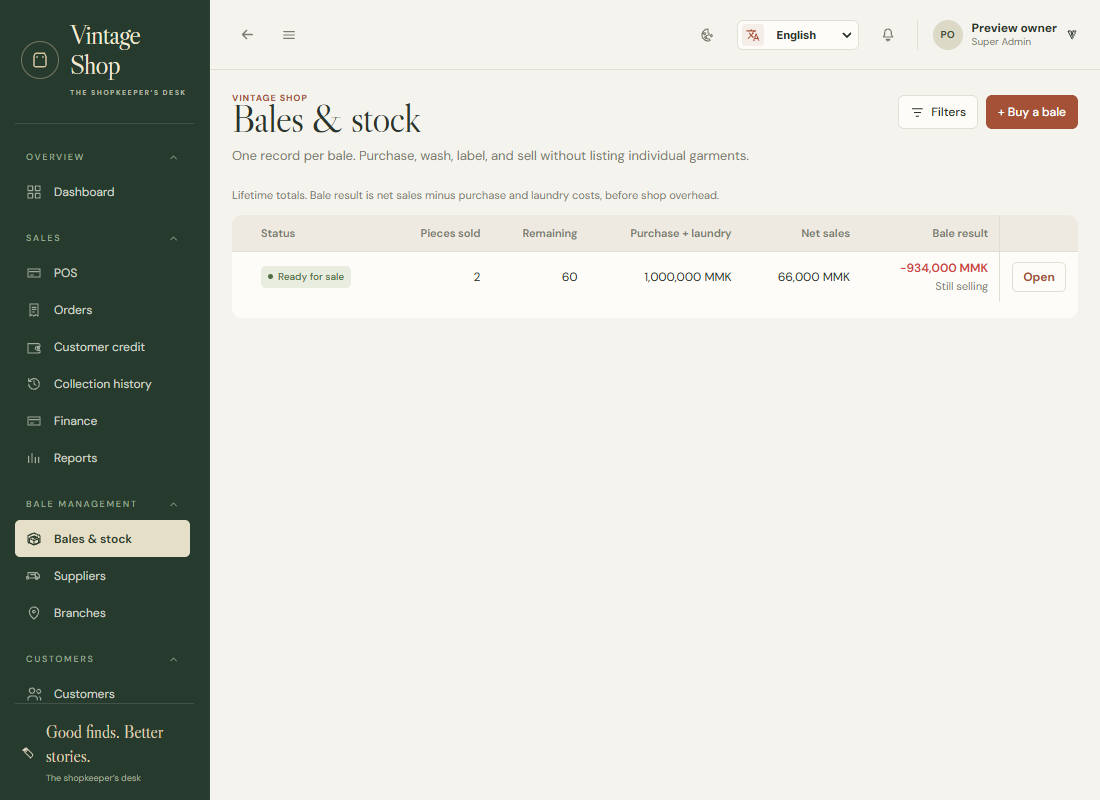 Vintage
Shop
THE SHOPKEEPER'S DESK
OVERVIEW
Dashboard
SALES
POS
Orders
Customer credit
Collection history
Finance
Reports
BALE MANAGEMENT
Bales & stock
Suppliers
Branches
CUSTOMERS
Customers
Good finds. Better
stories.
The shopkeeper's desk
English
PO
Preview owner
Super Admin
VINTAGE SHOP
Bales & stock
Filters
+ Buy a bale
One record per bale. Purchase, wash, label, and sell without listing individual garments.
Lifetime totals. Bale result is net sales minus purchase and laundry costs, before shop overhead.
Status Pieces sold Remaining Purchase + laundry Net sales Bale result
Ready for sale 2 60 1,000,000 MMK 66,000 MMK -934,000 MMK Open
Still selling